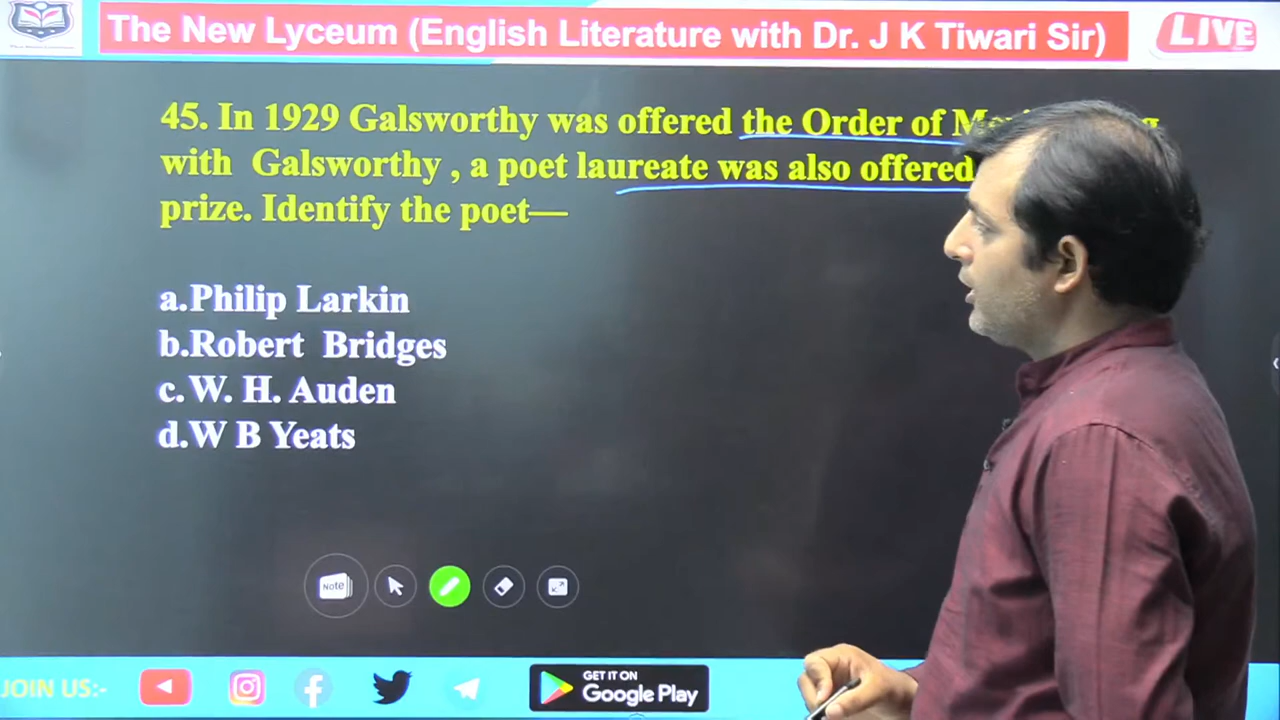 The New Lyceum (English Literature with Dr. J K Tiwari Sir)
LIVE
45. In 1929 Galsworthy was offered the Order of
with Galsworthy , a poet laureate was also offered
prize. Identify the poet—
a.Philip Larkin
b.Robert Bridges
c.W. H. Auden
d.W B Yeats
Note
JOIN US:-
GET IT ON
Google Play